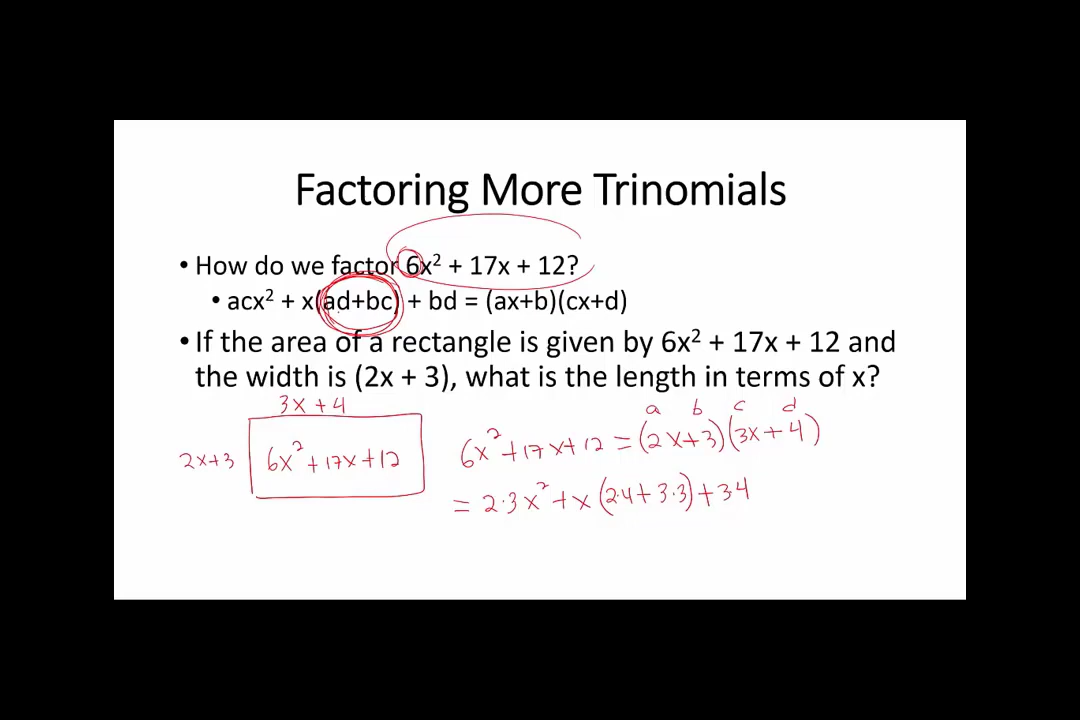 Factoring More Trinomials
• How do we factor 6x² + 17x + 12?
• acx² + x(ad+bc) + bd = (ax+b)(cx+d)
• If the area of a rectangle is given by 6x² + 17x + 12 and
the width is (2x + 3), what is the length in terms of x?
3x + 4
2x+3
6x² + 17x + 12
a b c d
6x² + 17x + 12 = (2x+3)(3x+4)
= 2·3x² + x(2·4 + 3·3) + 34